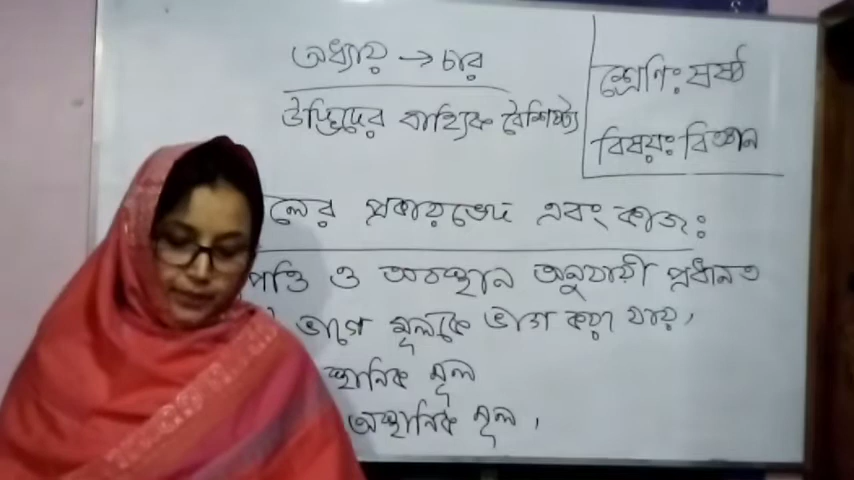 অধ্যায় → চার
উদ্ভিদের বাহ্যিক বৈশিষ্ট্য
শ্রেণি: ষষ্ঠ
বিষয়: বিজ্ঞান
লের প্রকারভেদ এবং কাজ:
পত্তি ও অবস্থান অনুযায়ী প্রধানত
ভাগে মূলকে ভাগ করা যায়,
স্থানিক মূল
অস্থানিক মূল,